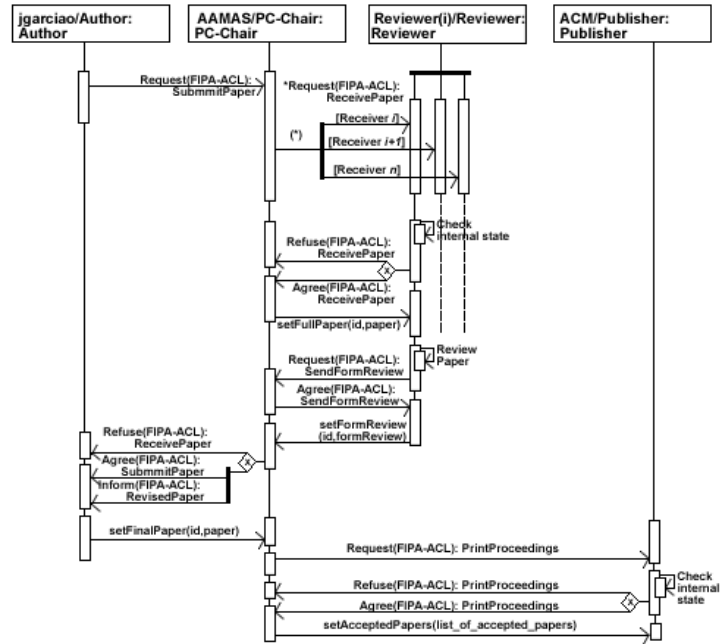 jgarciao/Author:
Author
AAMAS/PC-Chair:
PC-Chair
Reviewer(i)/Reviewer:
Reviewer
ACM/Publisher:
Publisher
Request(FIPA-ACL):
SubmmitPaper
*Request(FIPA-ACL):
ReceivePaper
[Receiver i]
(*)
[Receiver i+1]
[Receiver n]
Check
internal state
Refuse(FIPA-ACL):
ReceivePaper
x
Agree(FIPA-ACL):
ReceivePaper
setFullPaper(id,paper)
Review
Paper
Request(FIPA-ACL):
SendFormReview
Agree(FIPA-ACL):
SendFormReview
setFormReview
(id,formReview)
Refuse(FIPA-ACL):
ReceivePaper
x
Agree(FIPA-ACL):
SubmmitPaper
Inform(FIPA-ACL):
RevisedPaper
setFinalPaper(id,paper)
Request(FIPA-ACL): PrintProceedings
Check
internal
state
Refuse(FIPA-ACL): PrintProceedings
x
Agree(FIPA-ACL): PrintProceedings
setAcceptedPapers(list_of_accepted_papers)